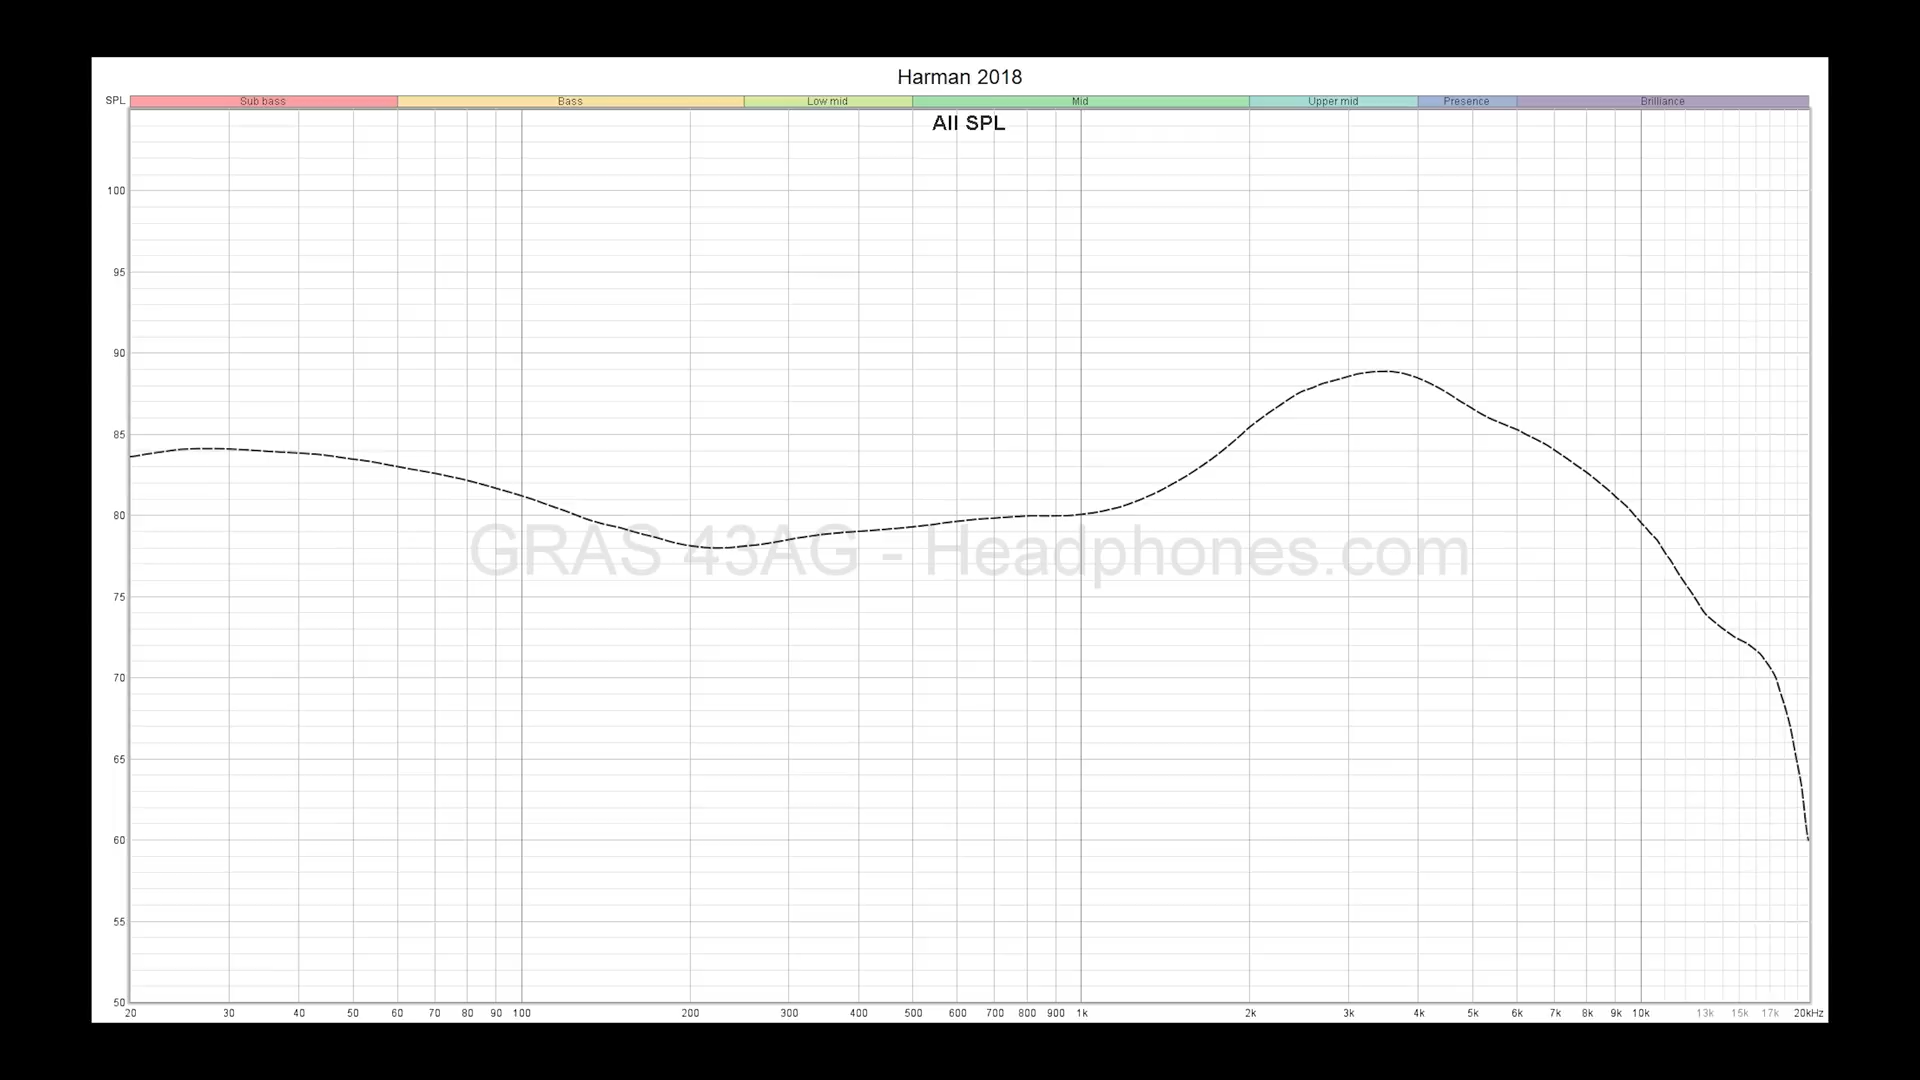 Harman 2018
SPL Sub bass Bass Low mid Mid Upper mid Presence Brilliance
All SPL
100
95
90
85
80
GRAS 43AG - Headphones.com
75
70
65
60
55
50
20 30 40 50 60 70 80 90 100 200 300 400 500 600 700 800 900 1k 2k 3k 4k 5k 6k 7k 8k 9k 10k 13k 15k 17k 20kHz